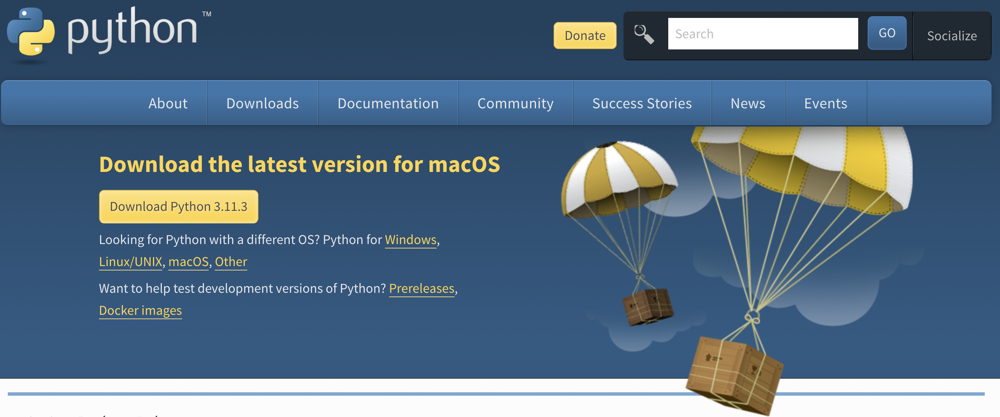 python™
Donate
Search
GO
Socialize
About
Downloads
Documentation
Community
Success Stories
News
Events
Download the latest version for macOS
Download Python 3.11.3
Looking for Python with a different OS? Python for Windows,
Linux/UNIX, macOS, Other
Want to help test development versions of Python? Prereleases,
Docker images